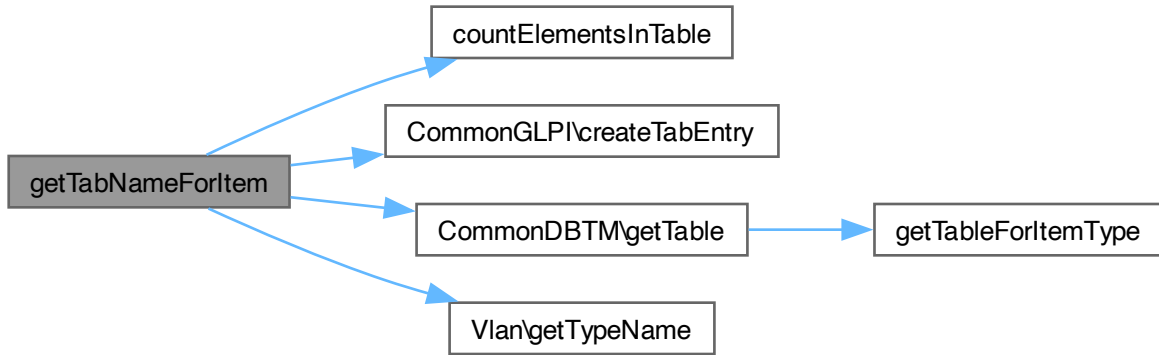 countElementsInTable
CommonGLPI\createTabEntry
getTabNameForItem
CommonDBTM\getTable
getTableForItemType
Vlan\getTypeName